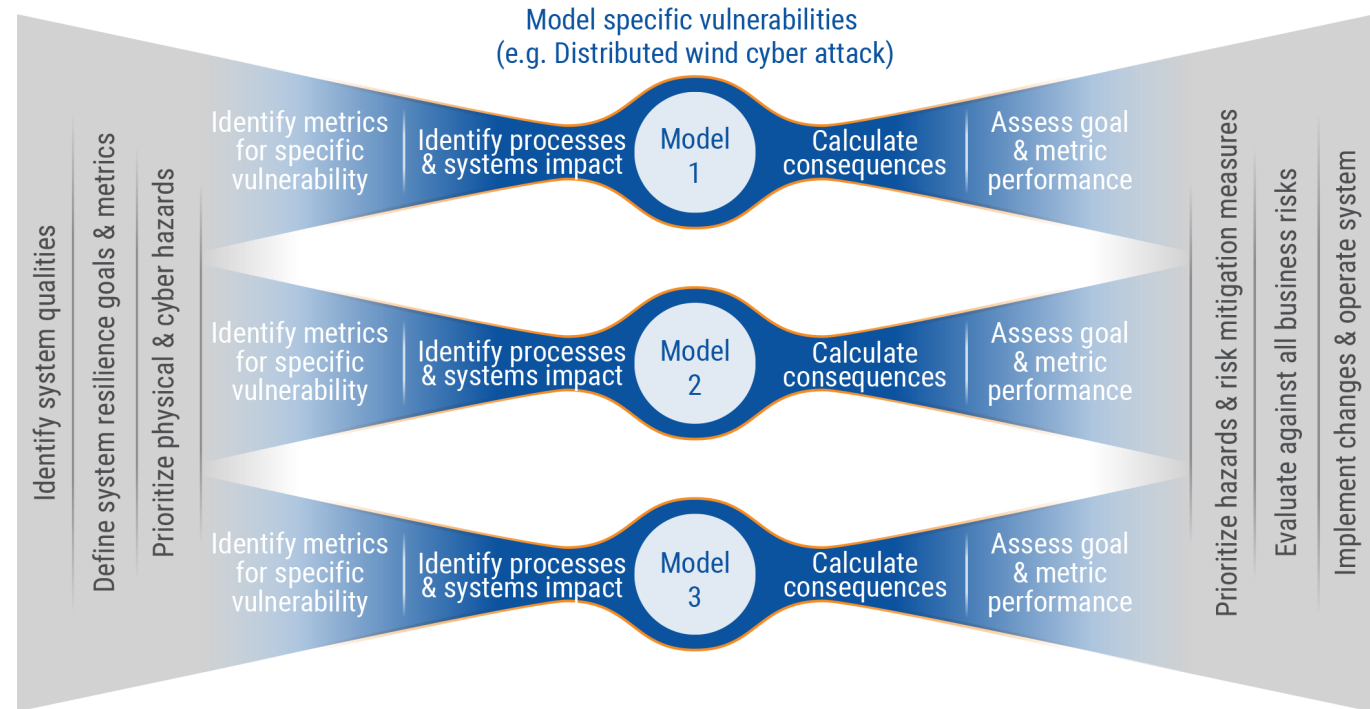 Model specific vulnerabilities
(e.g. Distributed wind cyber attack)
Identify system qualities
Define system resilience goals & metrics
Prioritize physical & cyber hazards
Identify metrics
for specific
vulnerability
Identify processes
& systems impact
Model
1
Calculate
consequences
Assess goal
& metric
performance
Identify metrics
for specific
vulnerability
Identify processes
& systems impact
Model
2
Calculate
consequences
Assess goal
& metric
performance
Identify metrics
for specific
vulnerability
Identify processes
& systems impact
Model
3
Calculate
consequences
Assess goal
& metric
performance
Prioritize hazards & risk mitigation measures
Evaluate against all business risks
Implement changes & operate system